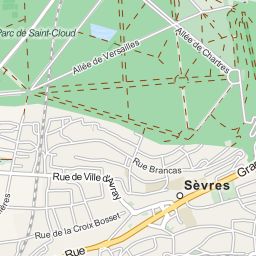 Parc de Saint-Cloud
Allée de Versailles
Allée de Chartres
Rue Brancas
Rue de Ville d'Avray
Sèvres
Rue de la Croix Bosset
Rue